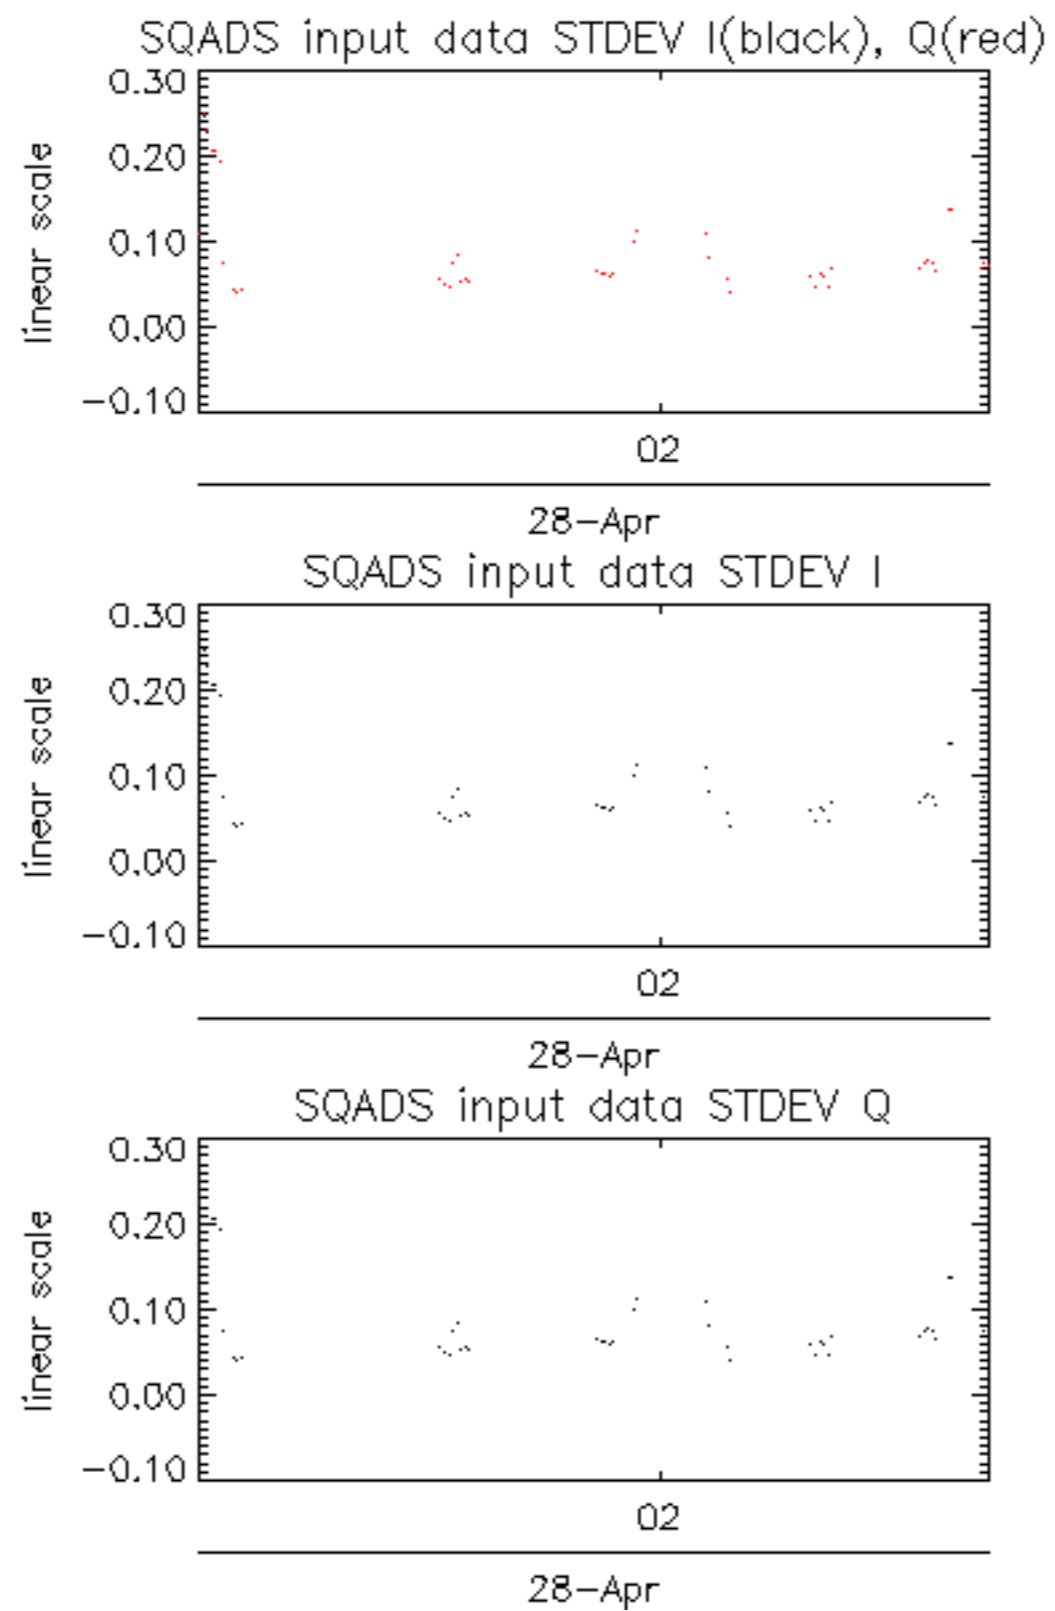 SQADS input data STDEV I(black), Q(red)
0.30
0.20
0.10
0.00
−0.10
linear scale
02
28−Apr
SQADS input data STDEV I
0.30
0.20
0.10
0.00
−0.10
linear scale
02
28−Apr
SQADS input data STDEV Q
0.30
0.20
0.10
0.00
−0.10
linear scale
02
28−Apr